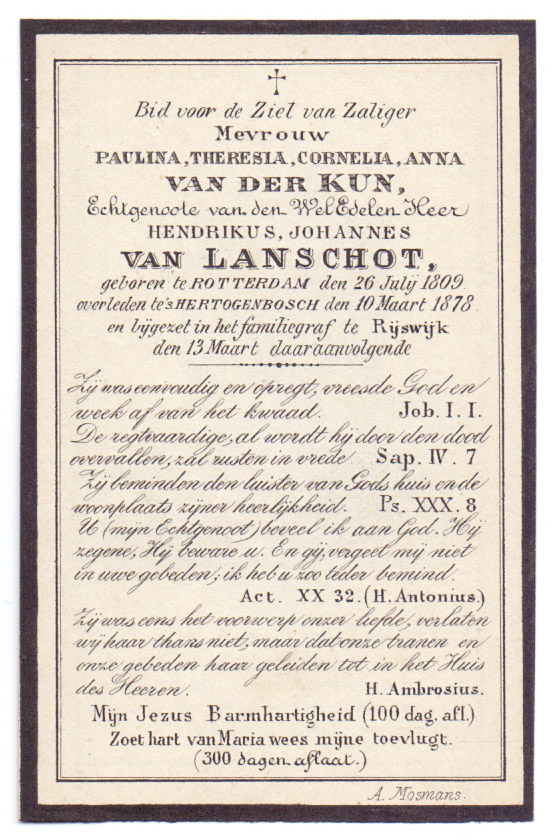 Bid voor de Ziel van Zaliger
Mevrouw
PAULINA, THERESIA, CORNELIA, ANNA
VAN DER KUN,
Echtgenoote van den WelEdelen Heer
HENDRIKUS, JOHANNES
VAN LANSCHOT,
geboren te ROTTERDAM den 26 Julij 1809.
overleden te 's HERTOGENBOSCH den 10 Maart 1878.
en bijgezet in het familiegraf te Rijswijk
den 13 Maart daaraanvolgende
Zij was eenvoudig en opregt, vreesde God en
week af van het kwaad. Job. I. I.
De regtvaardige, al wordt hij door den dood
overvallen, zal rusten in vrede Sap. IV. 7
Zij beminden den luister van Gods huis en de
woonplaats zijner heerlijkheid. Ps. XXX. 8
U (mijn Echtgenoot) beveel ik aan God. Hij
zegene, Hij beware u. En gij, vergeet mij niet
in uwe gebeden; ik heb u zoo teder bemind.
Act. XX 32. (H. Antonius)
Zij was eens het voorwerp onzer liefde, verlaten
wij haar thans niet, maar dat onze tranen en
onze gebeden haar geleiden tot in het Huis
des Heeren. H. Ambrosius.
Mijn Jezus Barmhartigheid (100 dag. afl.)
Zoet hart van Maria wees mijne toevlugt.
(300 dagen aflaat.)
A. Mosmans.